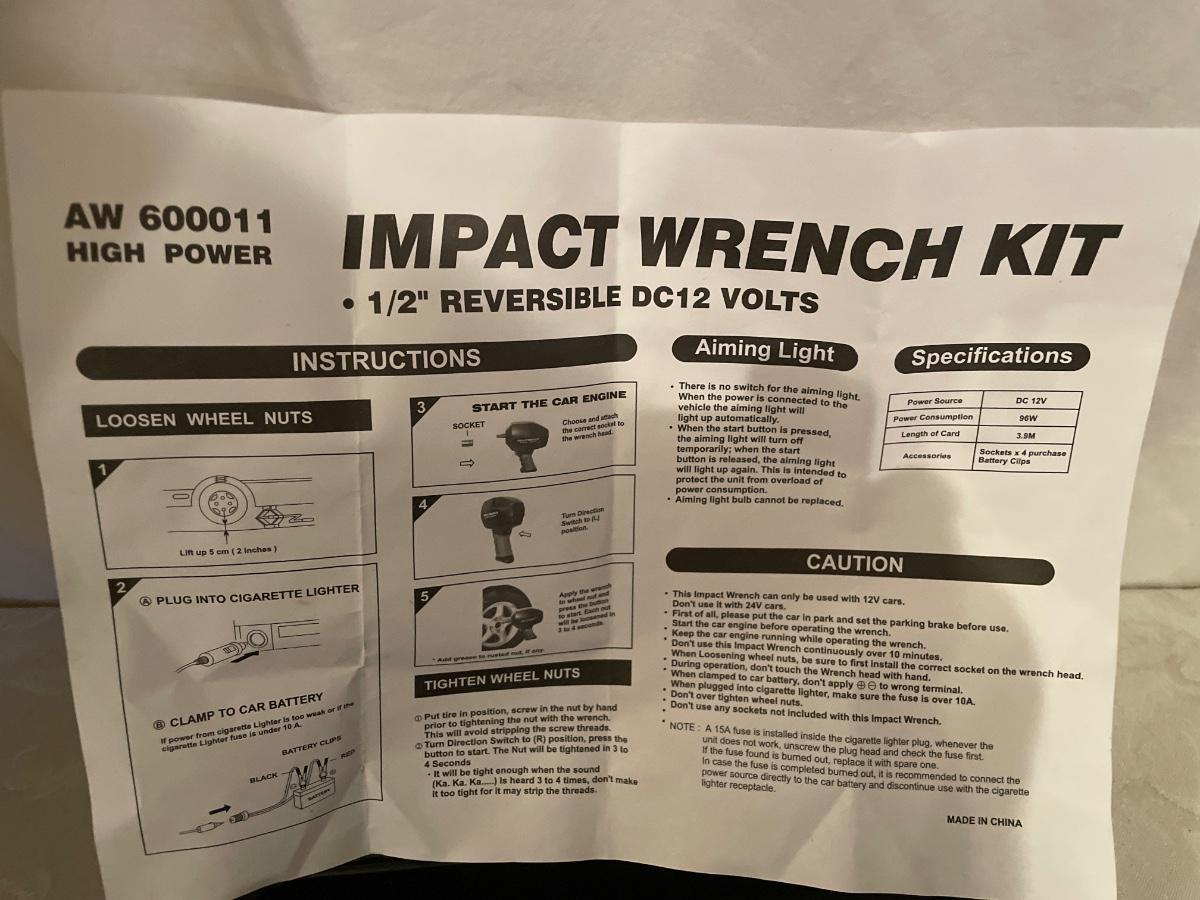 AW 600011
HIGH POWER
IMPACT WRENCH KIT
• 1/2" REVERSIBLE DC12 VOLTS
INSTRUCTIONS
LOOSEN WHEEL NUTS
1
Lift up 5 cm ( 2 Inches )
2
Ⓐ PLUG INTO CIGARETTE LIGHTER
Ⓑ CLAMP TO CAR BATTERY
If power from cigarette Lighter is too weak or if the
cigarette Lighter fuse is under 10 A.
BATTERY CLIPS
BLACK
RED
BATTERY
3
START THE CAR ENGINE
SOCKET
Choose and attach
the correct socket to
the wrench head.
4
Turn Direction
Switch to (L)
position.
5
Apply the wrench
to wheel nut and
press the button
to start. Each nut
will be loosened in
3 to 4 seconds.
* Add grease to rusted nut, if any.
TIGHTEN WHEEL NUTS
① Put tire in position, screw in the nut by hand
prior to tightening the nut with the wrench.
This will avoid stripping the screw threads.
② Turn Direction Switch to (R) position, press the
button to start. The Nut will be tightened in 3 to
4 Seconds
· It will be tight enough when the sound
(Ka. Ka. Ka.....) is heard 3 to 4 times, don't make
it too tight for it may strip the threads.
Aiming Light
• There is no switch for the aiming light.
When the power is connected to the
vehicle the aiming light will
light up automatically.
• When the start button is pressed,
the aiming light will turn off
temporarily; when the start
button is released, the aiming light
will light up again. This is intended to
protect the unit from overload of
power consumption.
• Aiming light bulb cannot be replaced.
Specifications
Power Source DC 12V
Power Consumption 96W
Length of Card 3.9M
Accessories Sockets x 4 purchase
Battery Clips
CAUTION
• This Impact Wrench can only be used with 12V cars.
Don't use it with 24V cars.
• First of all, please put the car in park and set the parking brake before use.
• Start the car engine before operating the wrench.
• Keep the car engine running while operating the wrench.
• Don't use this Impact Wrench continuously over 10 minutes.
When Loosening wheel nuts, be sure to first install the correct socket on the wrench head.
• During operation, don't touch the Wrench head with hand.
• When clamped to car battery, don't apply ⊕⊖ to wrong terminal.
When plugged into cigarette lighter, make sure the fuse is over 10A.
• Don't over tighten wheel nuts.
• Don't use any sockets not included with this Impact Wrench.
NOTE : A 15A fuse is installed inside the cigarette lighter plug, whenever the
unit does not work, unscrew the plug head and check the fuse first.
If the fuse found is burned out, replace it with spare one.
In case the fuse is completed burned out, it is recommended to connect the
power source directly to the car battery and discontinue use with the cigarette
lighter receptacle.
MADE IN CHINA